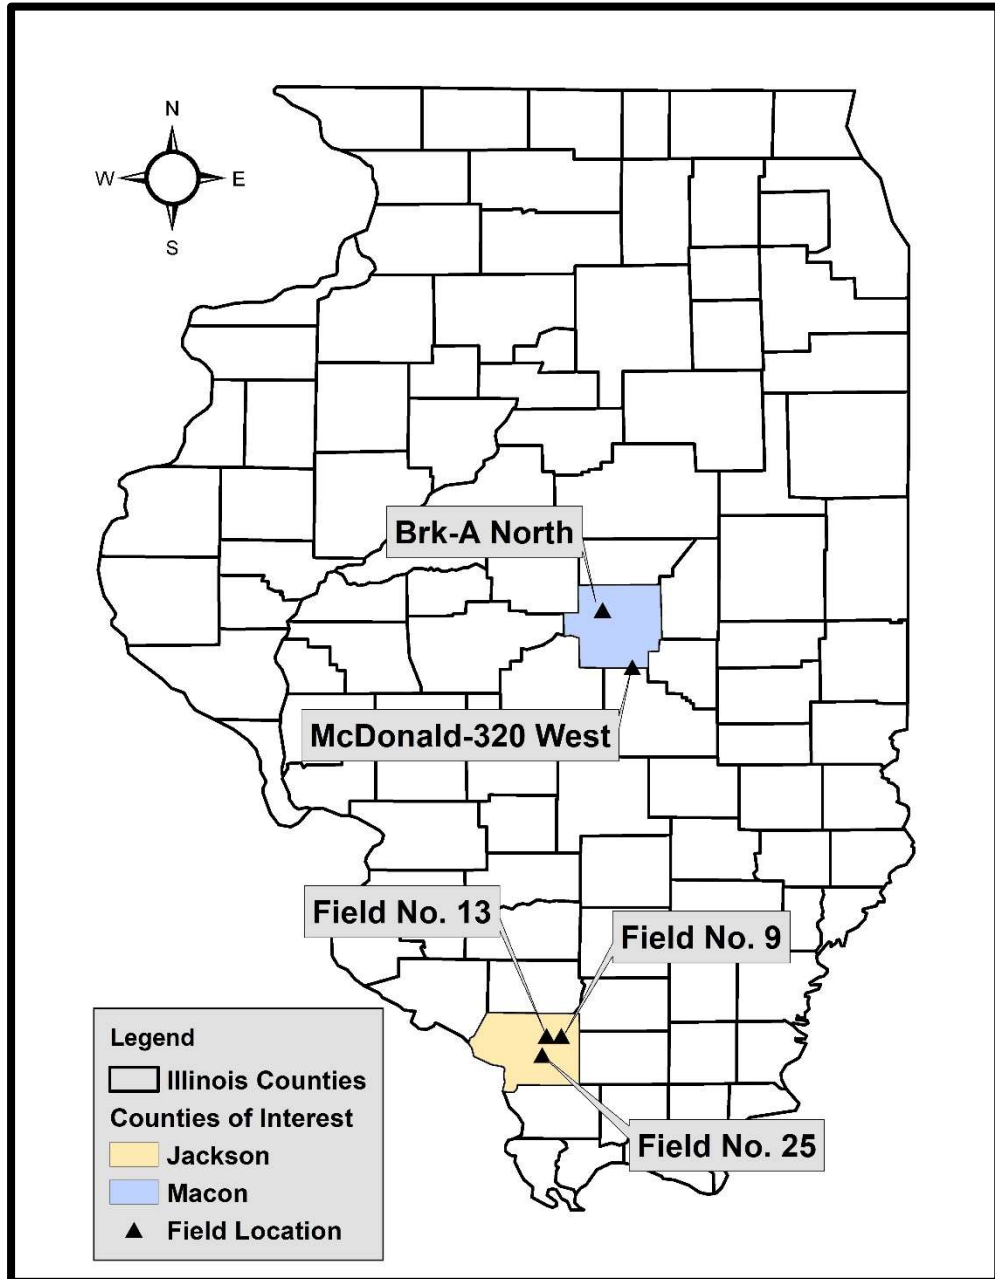 N
W E
S
Brk-A North
McDonald-320 West
Field No. 13
Field No. 9
Field No. 25
Legend
Illinois Counties
Counties of Interest
Jackson
Macon
Field Location